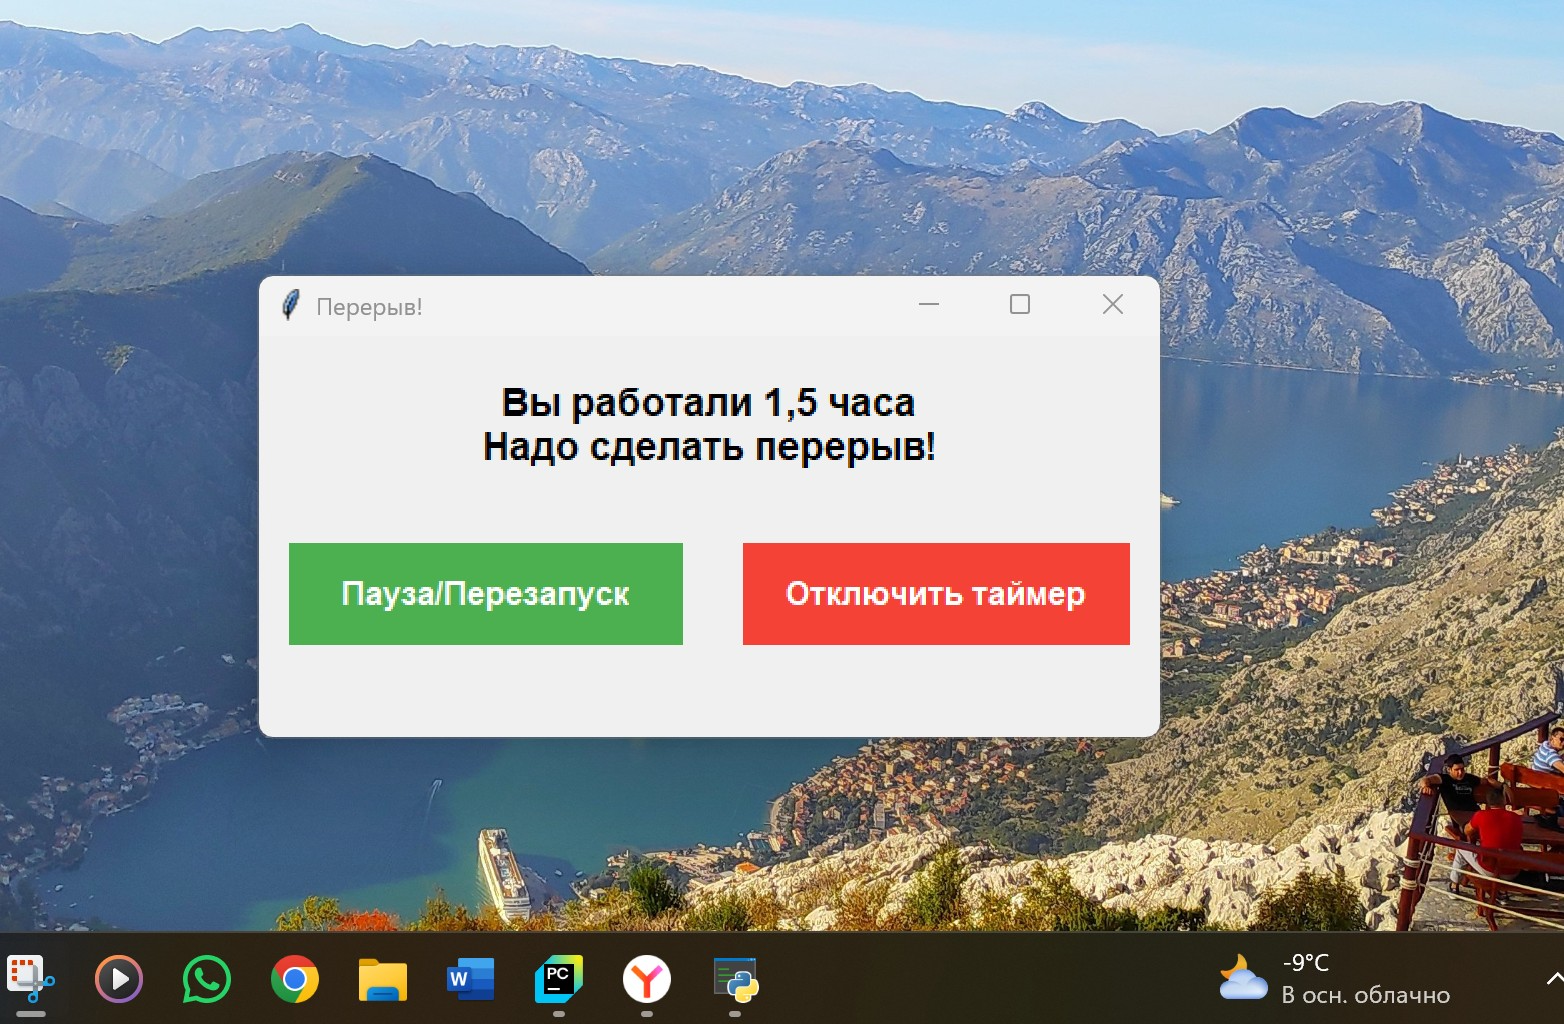 Перерыв!
Вы работали 1,5 часа
Надо сделать перерыв!
Пауза/Перезапуск
Отключить таймер
W
PC
-9°C
В осн. облачно